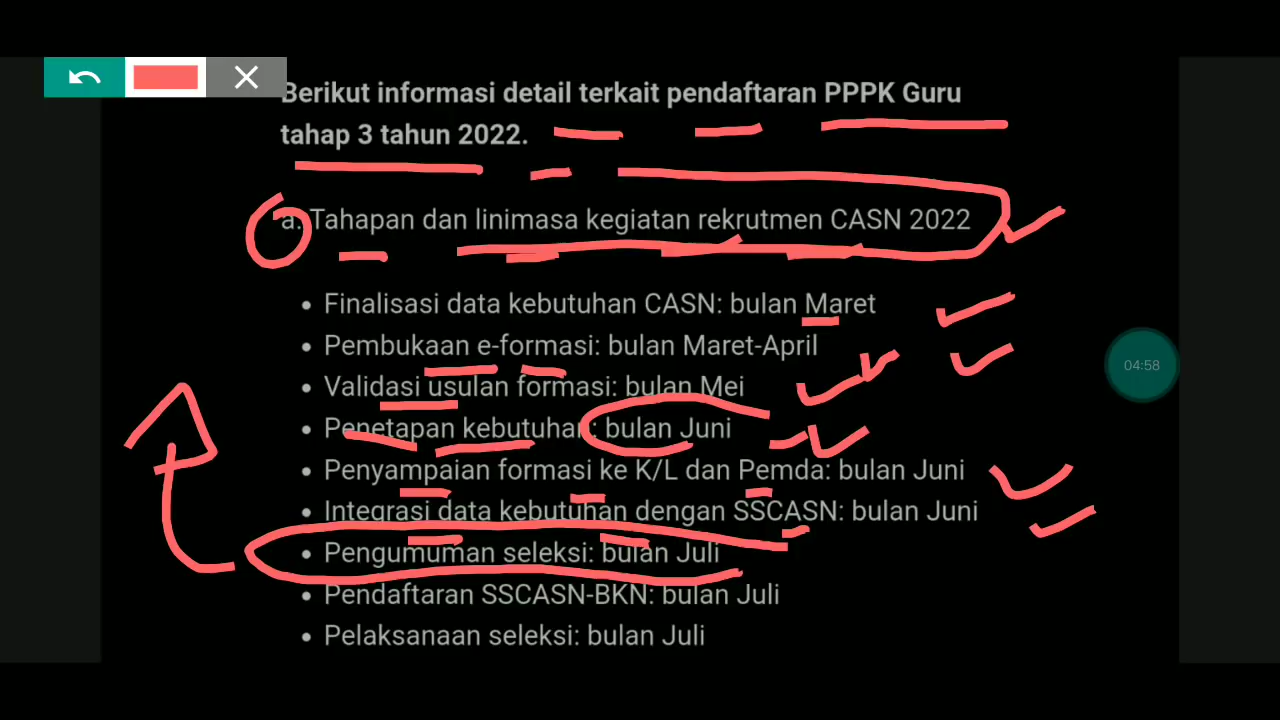 Berikut informasi detail terkait pendaftaran PPPK Guru
tahap 3 tahun 2022.
a. Tahapan dan linimasa kegiatan rekrutmen CASN 2022
• Finalisasi data kebutuhan CASN: bulan Maret
• Pembukaan e-formasi: bulan Maret-April
• Validasi usulan formasi: bulan Mei
• Penetapan kebutuhan: bulan Juni
• Penyampaian formasi ke K/L dan Pemda: bulan Juni
• Integrasi data kebutuhan dengan SSCASN: bulan Juni
• Pengumuman seleksi: bulan Juli
• Pendaftaran SSCASN-BKN: bulan Juli
• Pelaksanaan seleksi: bulan Juli
04:58